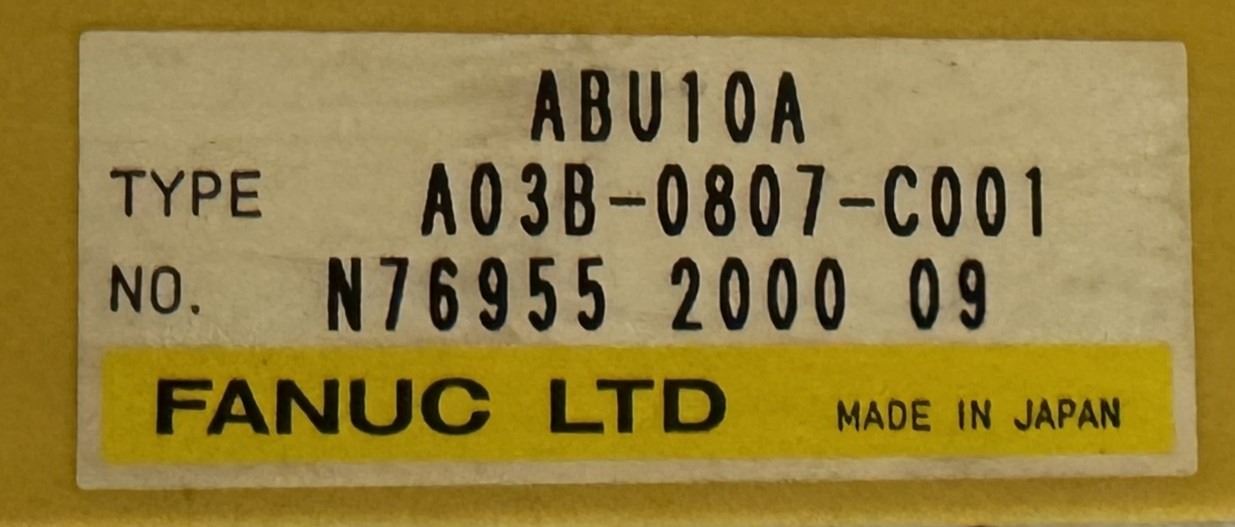 ABU10A
TYPE A03B-0807-C001
NO. N76955 2000 09
FANUC LTD MADE IN JAPAN